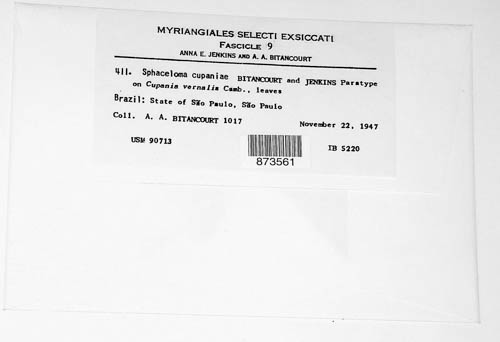 MYRIANGIALES SELECTI EXSICCATI
FASCICLE 9
ANNA E. JENKINS AND A. A. BITANCOURT
411. Sphaceloma cupaniae BITANCOURT and JENKINS Paratype
on Cupania vernalis Camb., leaves
Brazil: State of São Paulo, São Paulo
Coll. A. A. BITANCOURT 1017 November 22, 1947
USM 90713 IB 5220
873561